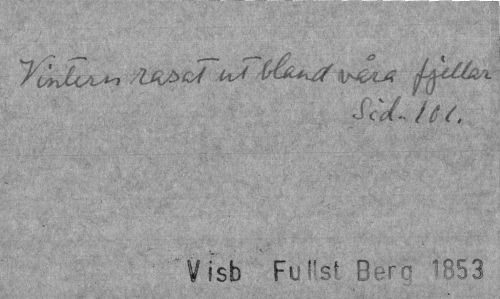 Vintern rasat ut bland våra fjellar
Sid. 101.
Visb Fullst Berg 1853